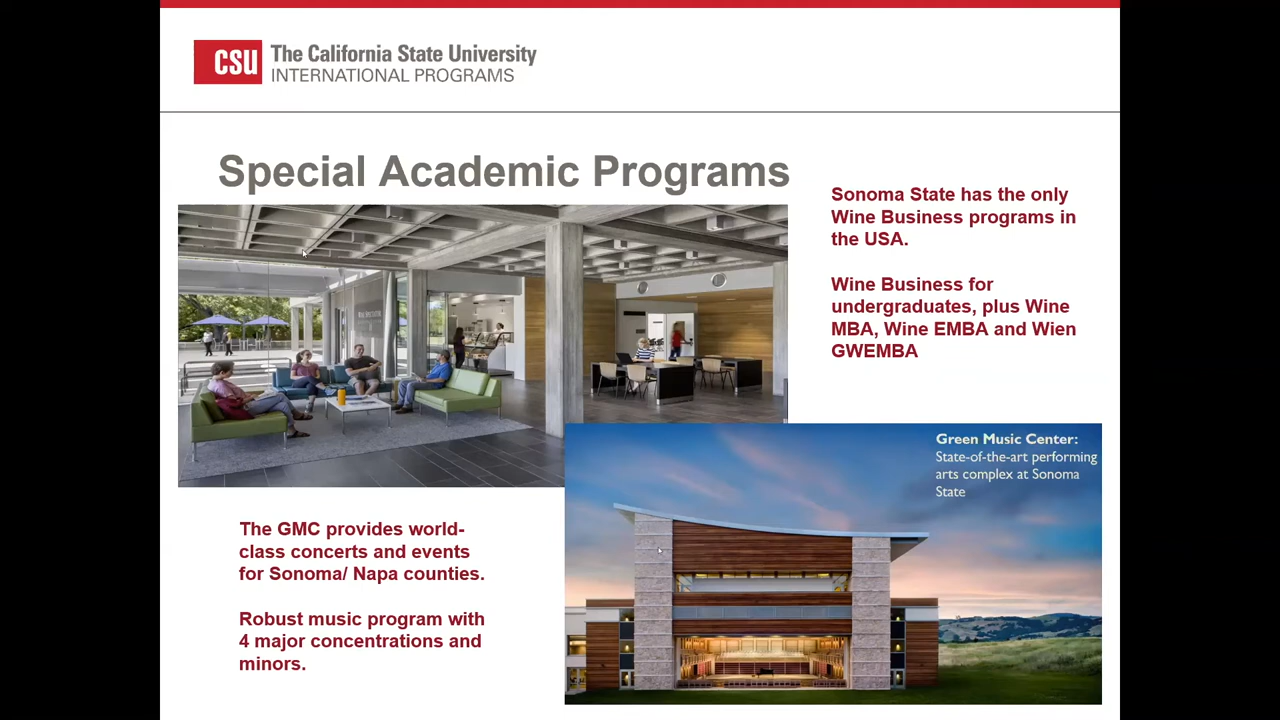 CSU
The California State University
INTERNATIONAL PROGRAMS
Special Academic Programs
Sonoma State has the only
Wine Business programs in
the USA.
Wine Business for
undergraduates, plus Wine
MBA, Wine EMBA and Wien
GWEMBA
Green Music Center:
State-of-the-art performing
arts complex at Sonoma
State
The GMC provides world-
class concerts and events
for Sonoma/ Napa counties.
Robust music program with
4 major concentrations and
minors.